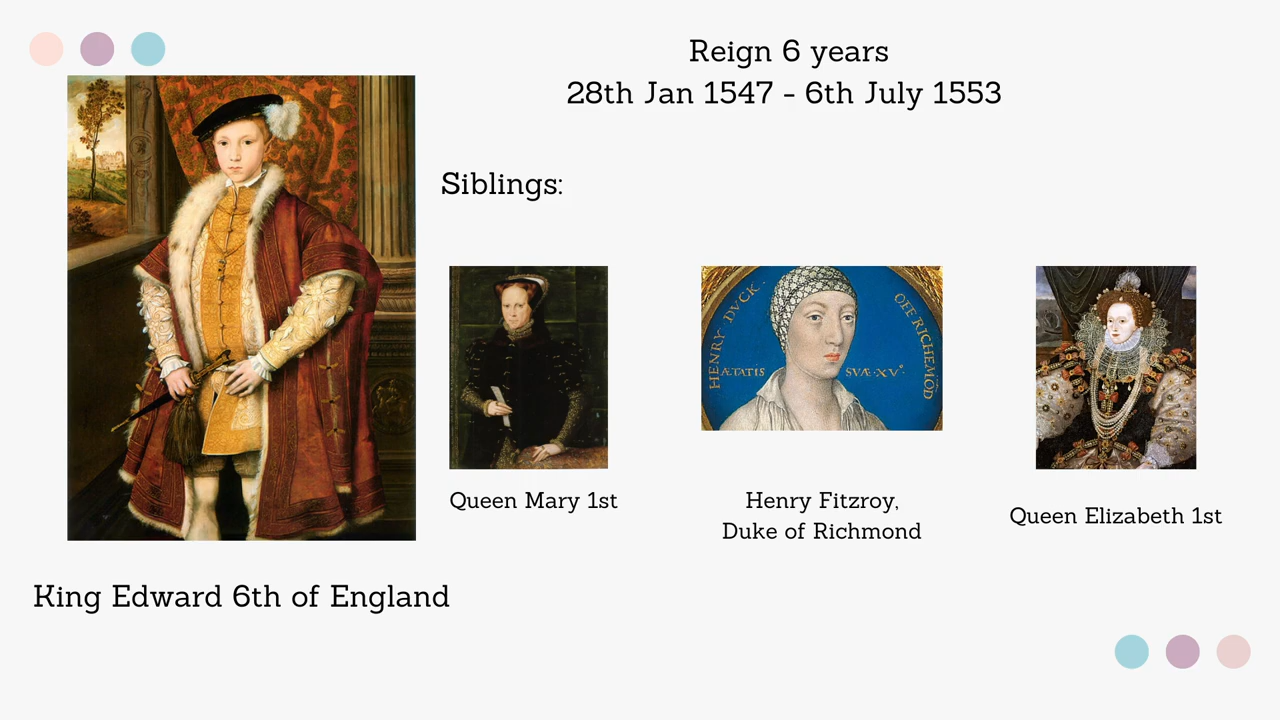 Reign 6 years
28th Jan 1547 - 6th July 1553
Siblings:
HENRY DVCK. OFF RICHEMŌD
ÆTATIS SVÆ·XV°·
Queen Mary 1st
Henry Fitzroy,
Duke of Richmond
Queen Elizabeth 1st
King Edward 6th of England